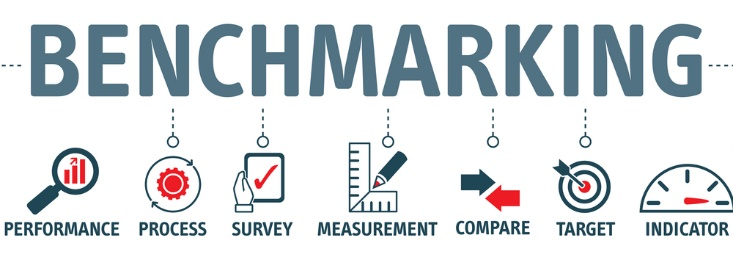 BENCHMARKING
PERFORMANCE PROCESS SURVEY MEASUREMENT COMPARE TARGET INDICATOR